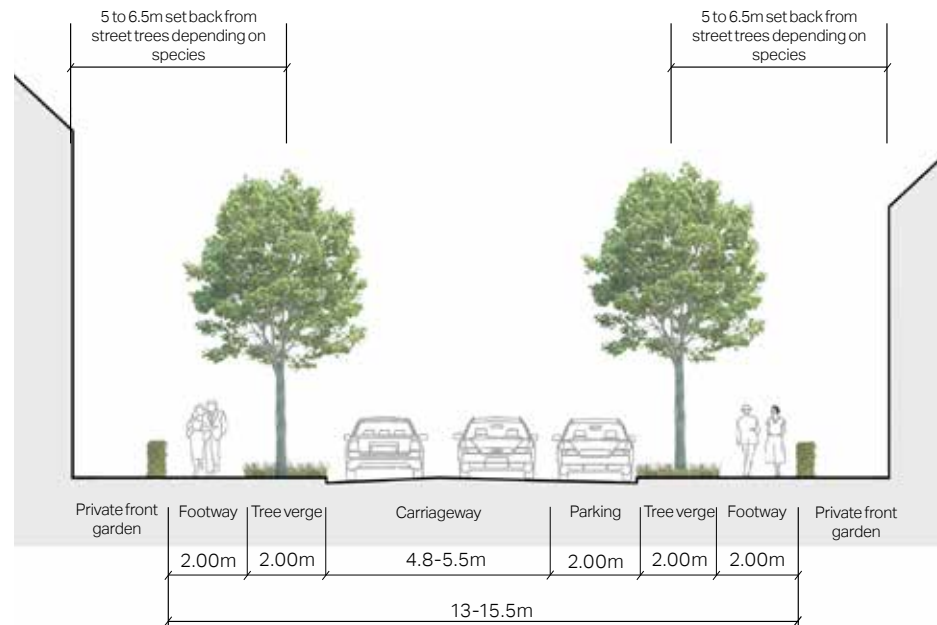 5 to 6.5m set back from
street trees depending on
species
5 to 6.5m set back from
street trees depending on
species
Private front
garden
Footway
Tree verge
Carriageway
Parking
Tree verge
Footway
Private front
garden
2.00m
2.00m
4.8-5.5m
2.00m
2.00m
2.00m
13-15.5m